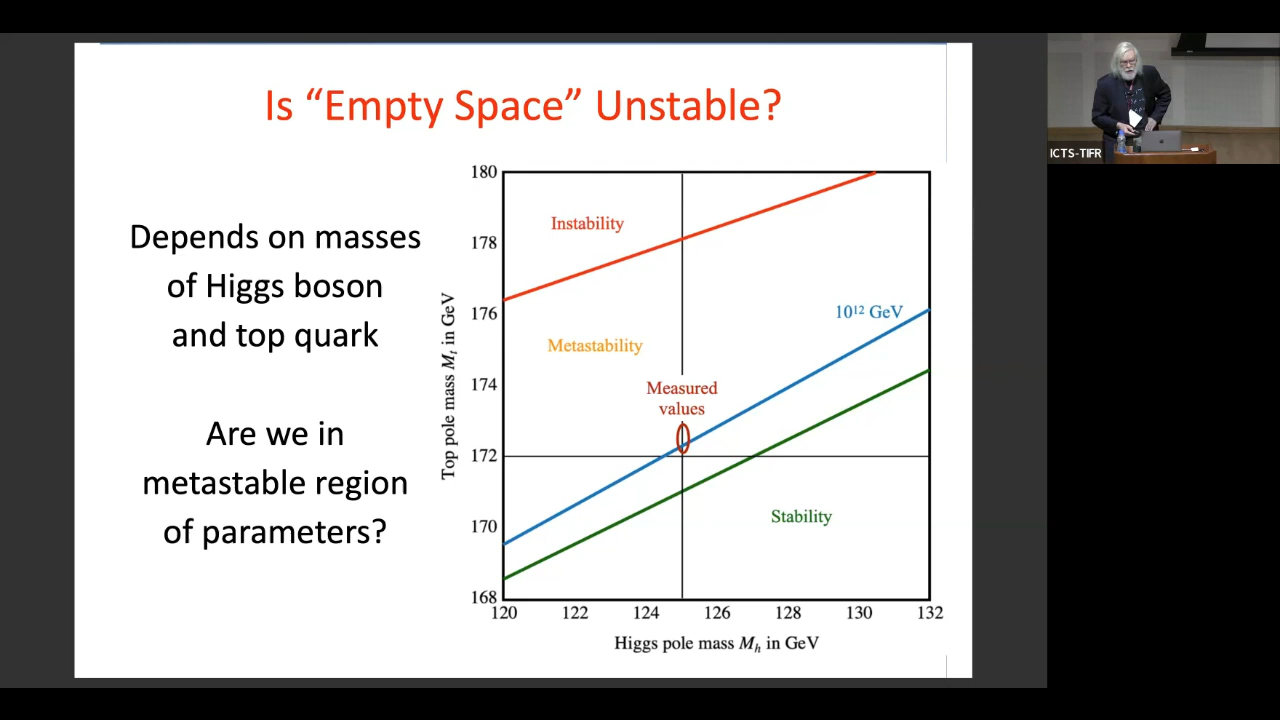 Is “Empty Space” Unstable?
Depends on masses
of Higgs boson
and top quark
Are we in
metastable region
of parameters?
Top pole mass Mt in GeV
180
178
176
174
172
170
168
Instability
10¹² GeV
Metastability
Measured
values
Stability
120 122 124 126 128 130 132
Higgs pole mass Mh in GeV
ICTS-TIFR